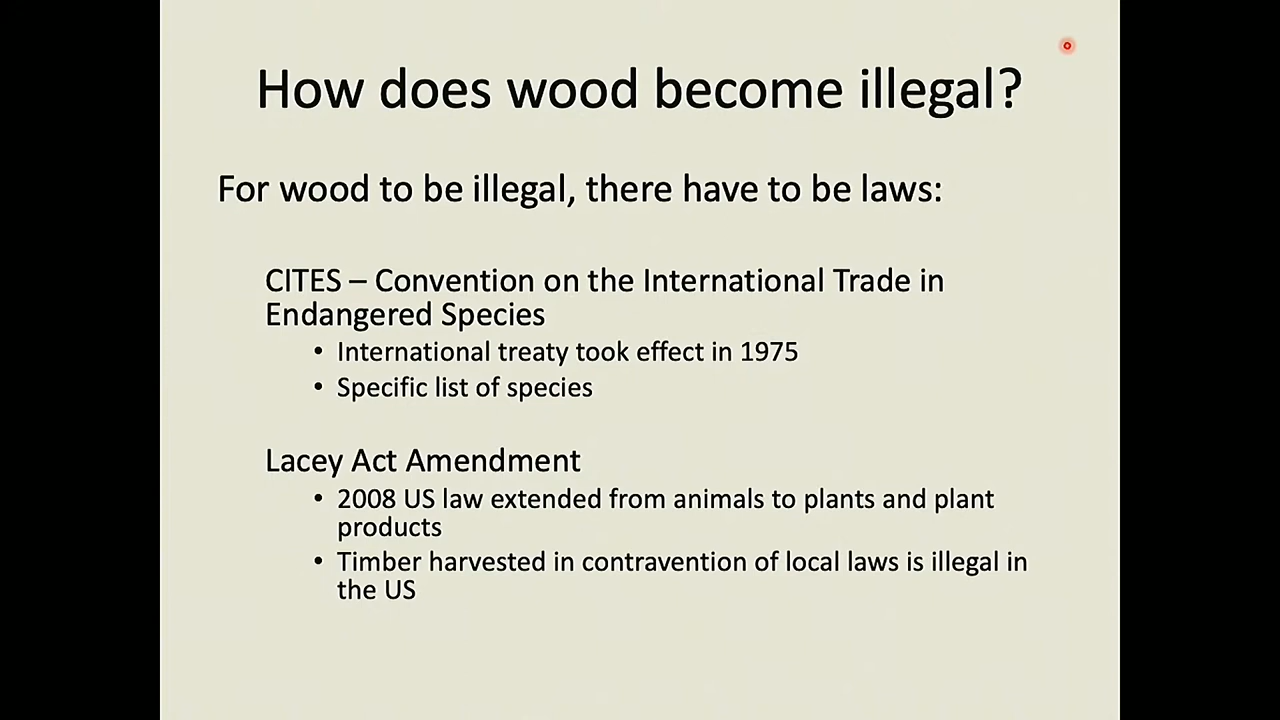 How does wood become illegal?
For wood to be illegal, there have to be laws:
CITES – Convention on the International Trade in
Endangered Species
• International treaty took effect in 1975
• Specific list of species
Lacey Act Amendment
• 2008 US law extended from animals to plants and plant
products
• Timber harvested in contravention of local laws is illegal in
the US